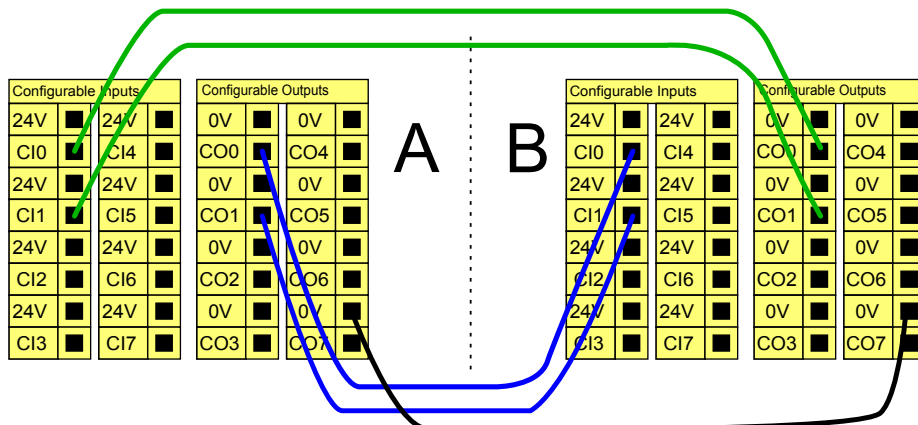 Configurable Inputs
24V 24V
CI0 CI4
24V 24V
CI1 CI5
24V 24V
CI2 CI6
24V 24V
CI3 CI7
Configurable Outputs
0V 0V
CO0 CO4
0V 0V
CO1 CO5
0V 0V
CO2 CO6
0V 0V
CO3 CO7
A
B
Configurable Inputs
24V 24V
CI0 CI4
24V 24V
CI1 CI5
24V 24V
CI2 CI6
24V 24V
CI3 CI7
Configurable Outputs
0V 0V
CO0 CO4
0V 0V
CO1 CO5
0V 0V
CO2 CO6
0V 0V
CO3 CO7